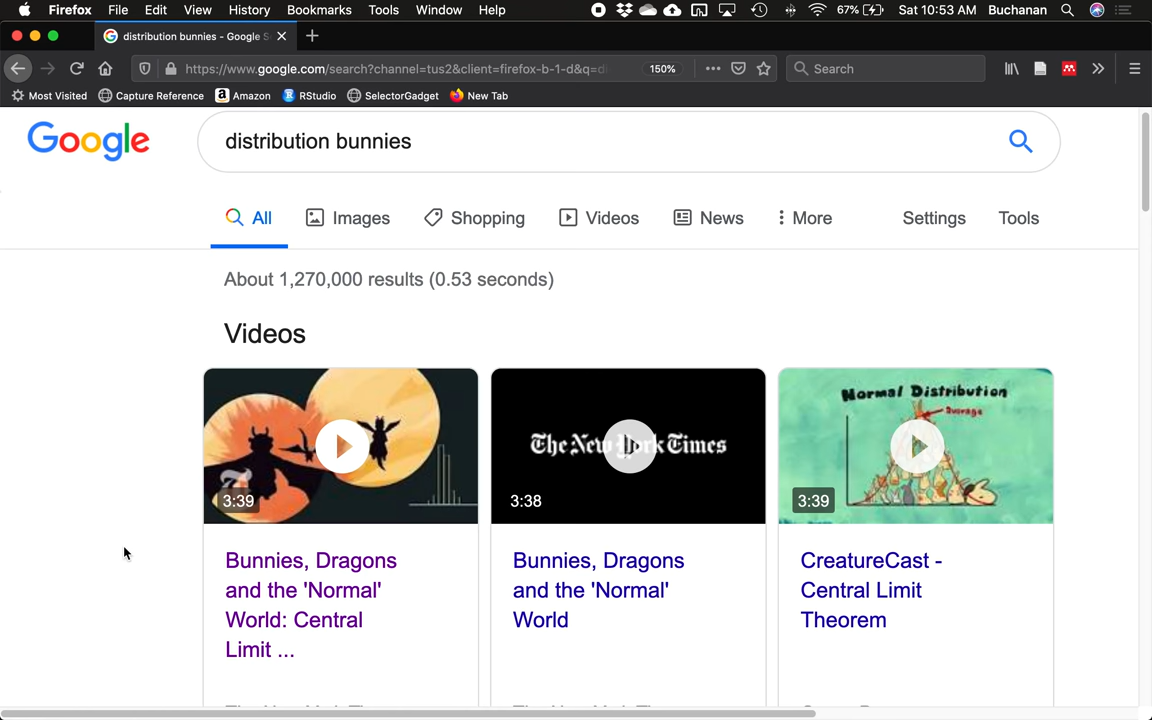 Firefox File Edit View History Bookmarks Tools Window Help 67% Sat 10:53 AM Buchanan
distribution bunnies - Google S
https://www.google.com/search?channel=tus2&client=firefox-b-1-d&q=di 150% Search
Most Visited Capture Reference Amazon RStudio SelectorGadget New Tab
Google distribution bunnies
All Images Shopping Videos News More Settings Tools
About 1,270,000 results (0.53 seconds)
Videos
3:39
The New York Times
3:38
Normal Distribution
Average
3:39
Bunnies, Dragons
and the 'Normal'
World: Central
Limit ...
Bunnies, Dragons
and the 'Normal'
World
CreatureCast -
Central Limit
Theorem